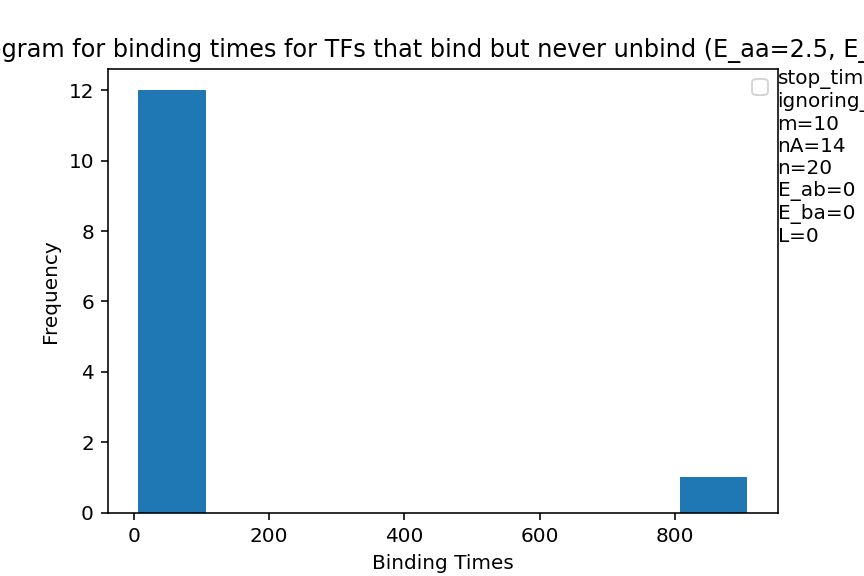 gram for binding times for TFs that bind but never unbind (E_aa=2.5, E_
stop_tim
ignoring_
m=10
nA=14
n=20
E_ab=0
E_ba=0
L=0
12
10
8
6
4
2
0
Frequency
0 200 400 600 800
Binding Times